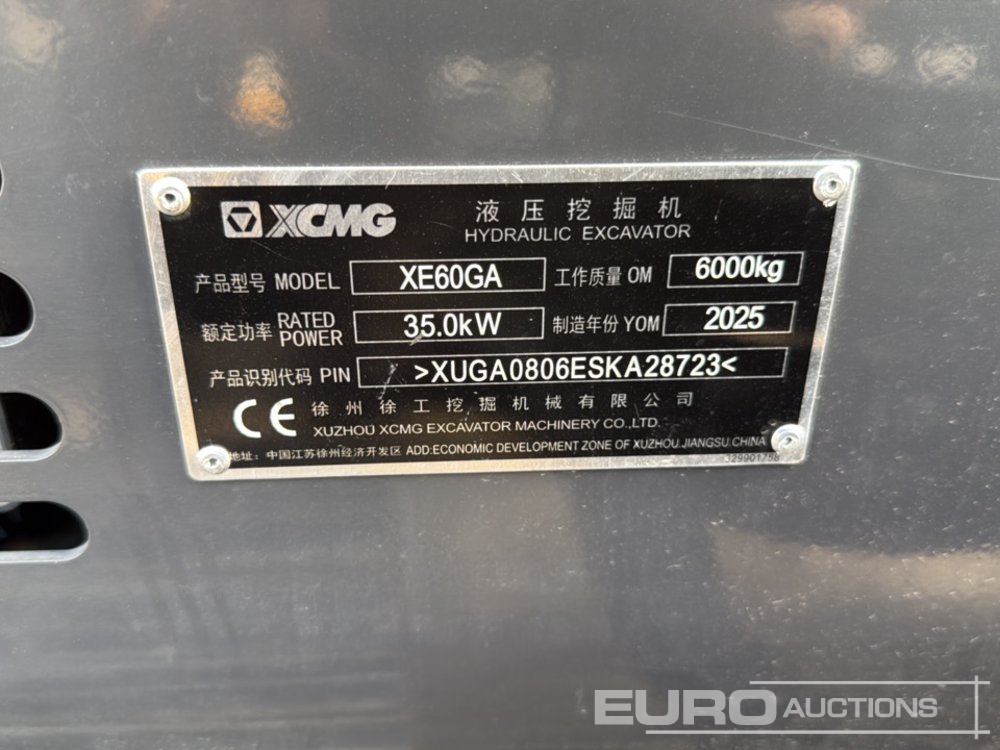 XCMG
液压挖掘机
HYDRAULIC EXCAVATOR
产品型号 MODEL XE60GA 工作质量 OM 6000kg
额定功率 RATED POWER 35.0kW 制造年份 YOM 2025
产品识别代码 PIN >XUGA0806ESKA28723<
CE 徐州徐工挖掘机械有限公司
XUZHOU XCMG EXCAVATOR MACHINERY CO.,LTD.
地址: 中国江苏徐州经济开发区 ADD:ECONOMIC DEVELOPMENT ZONE OF XUZHOU.JIANGSU.CHINA
329901758
EURO AUCTIONS